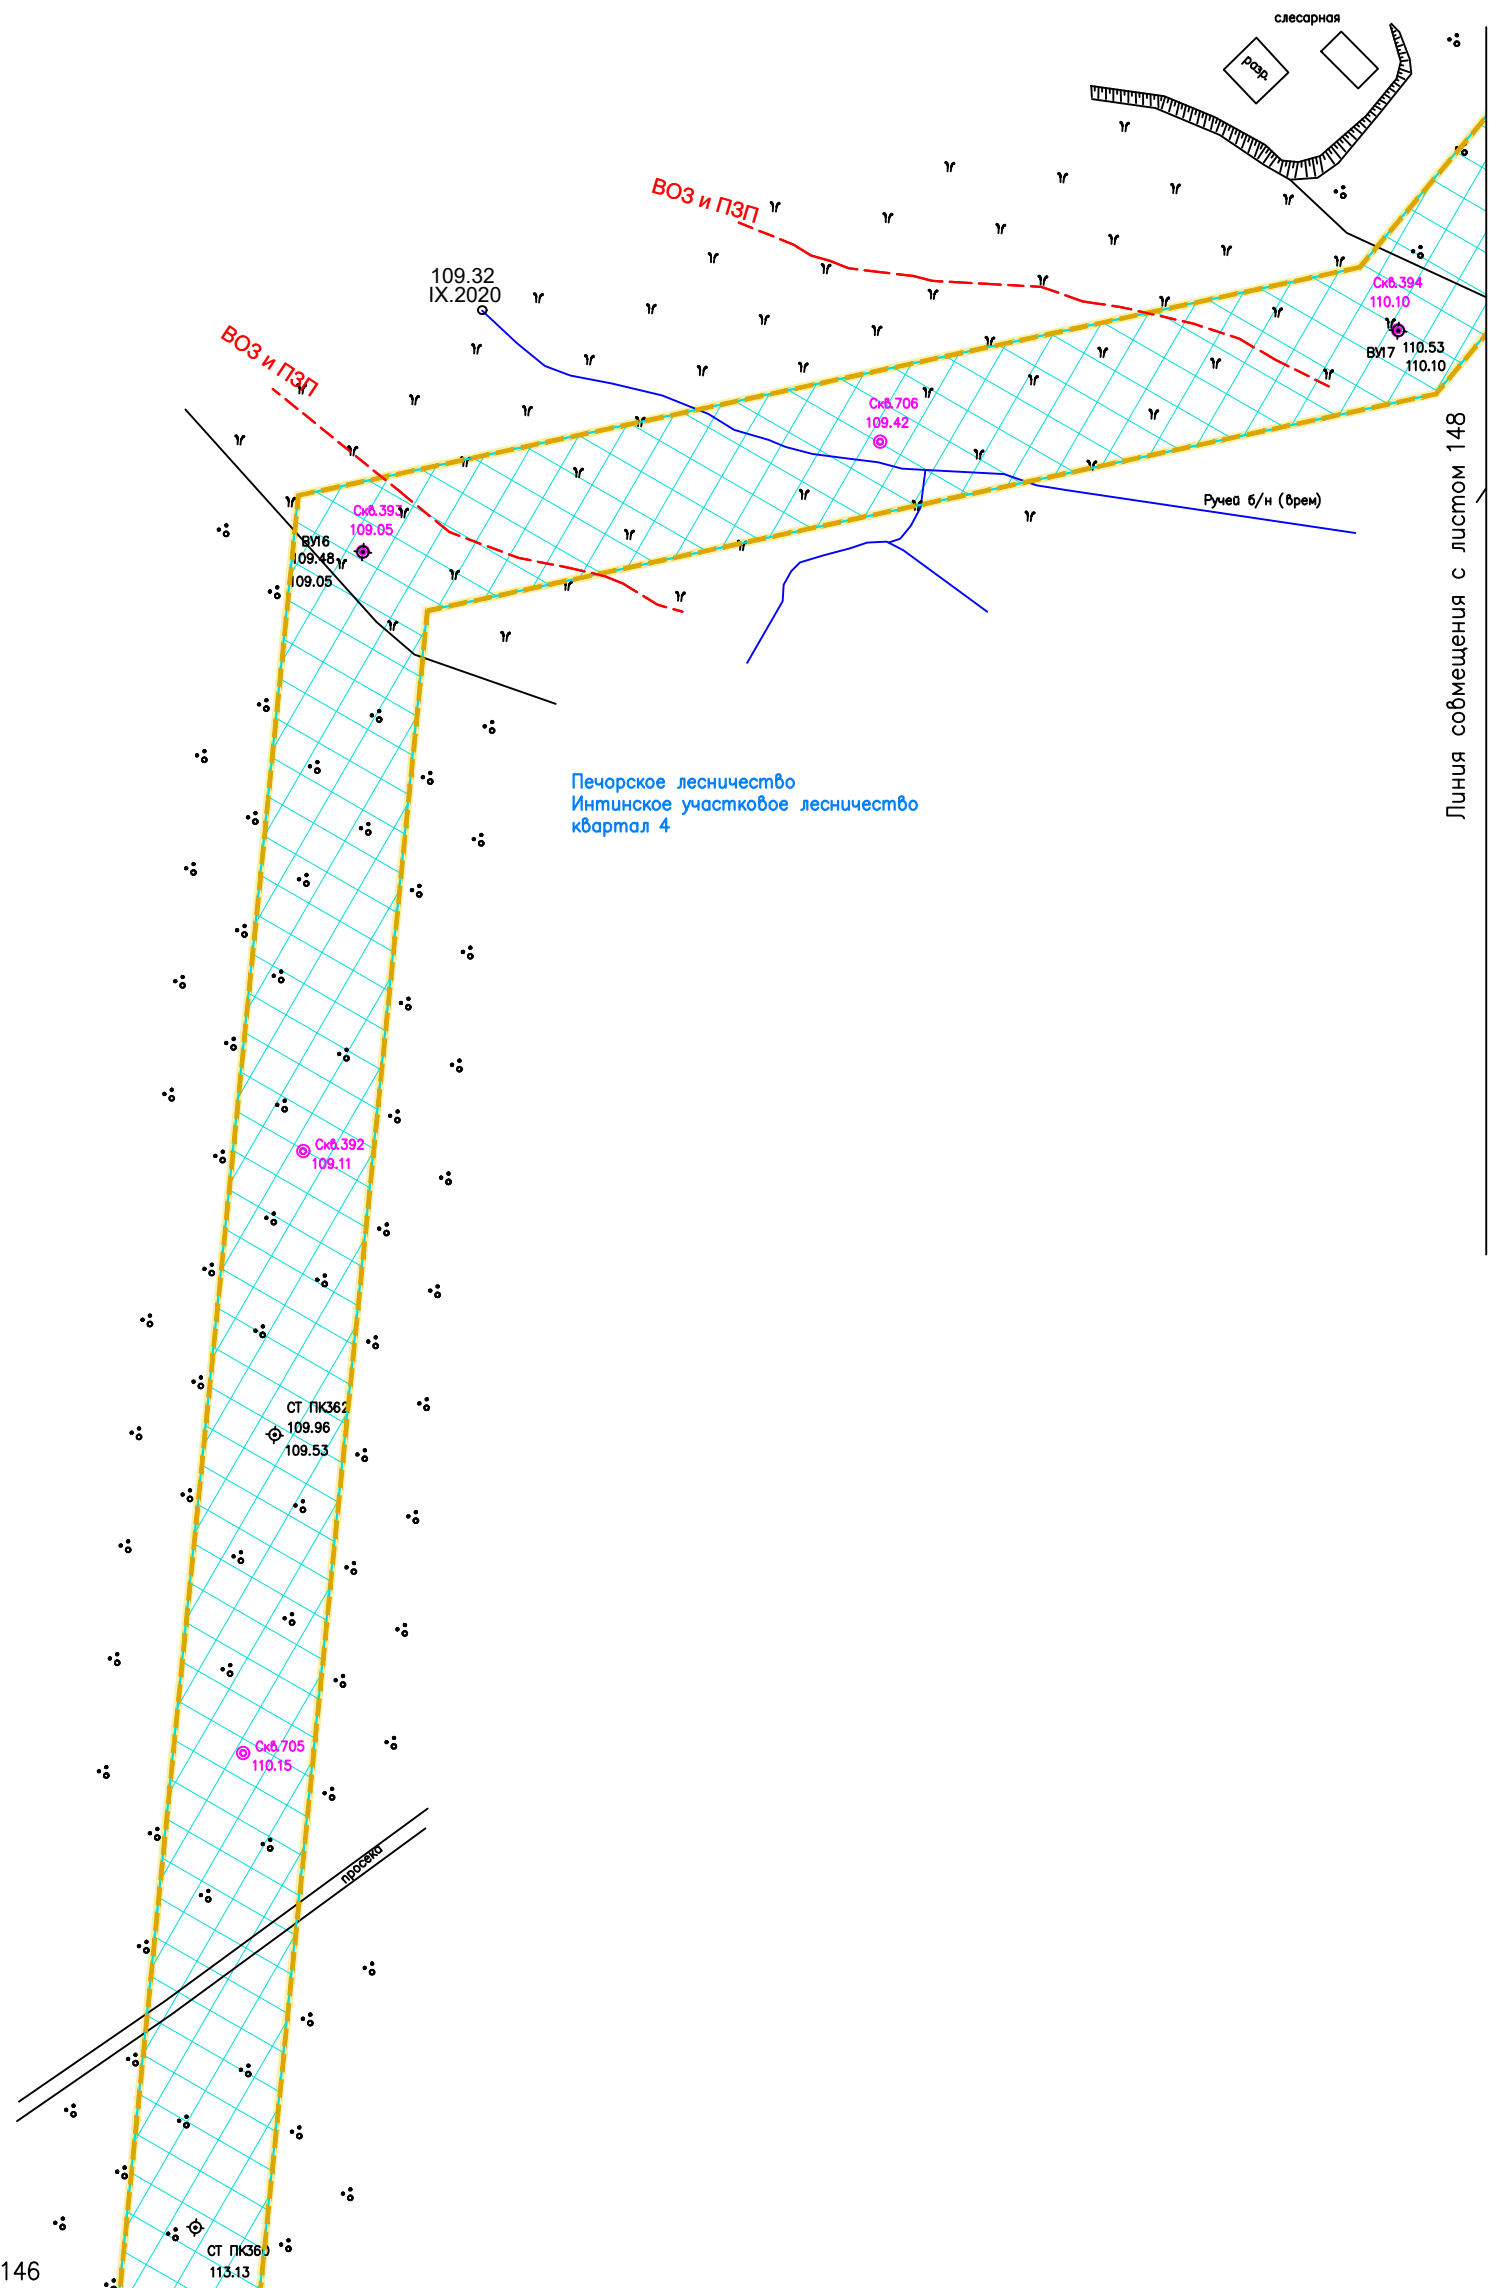 слесарная
разр.
ВОЗ и ПЗП
109.32
IX.2020
Скв.394
110.10
ВУ17 110.53
110.10
ВОЗ и ПЗП
Скв.706
109.42
Линия совмещения с листом 148
Ручей б/н (врем)
Скв.393
109.05
ВУ16
109.48
109.05
Печорское лесничество
Интинское участковое лесничество
квартал 4
Скв.392
109.11
СТ ПК362
109.96
109.53
Скв.705
110.15
просека
СТ ПК360
113.13
146